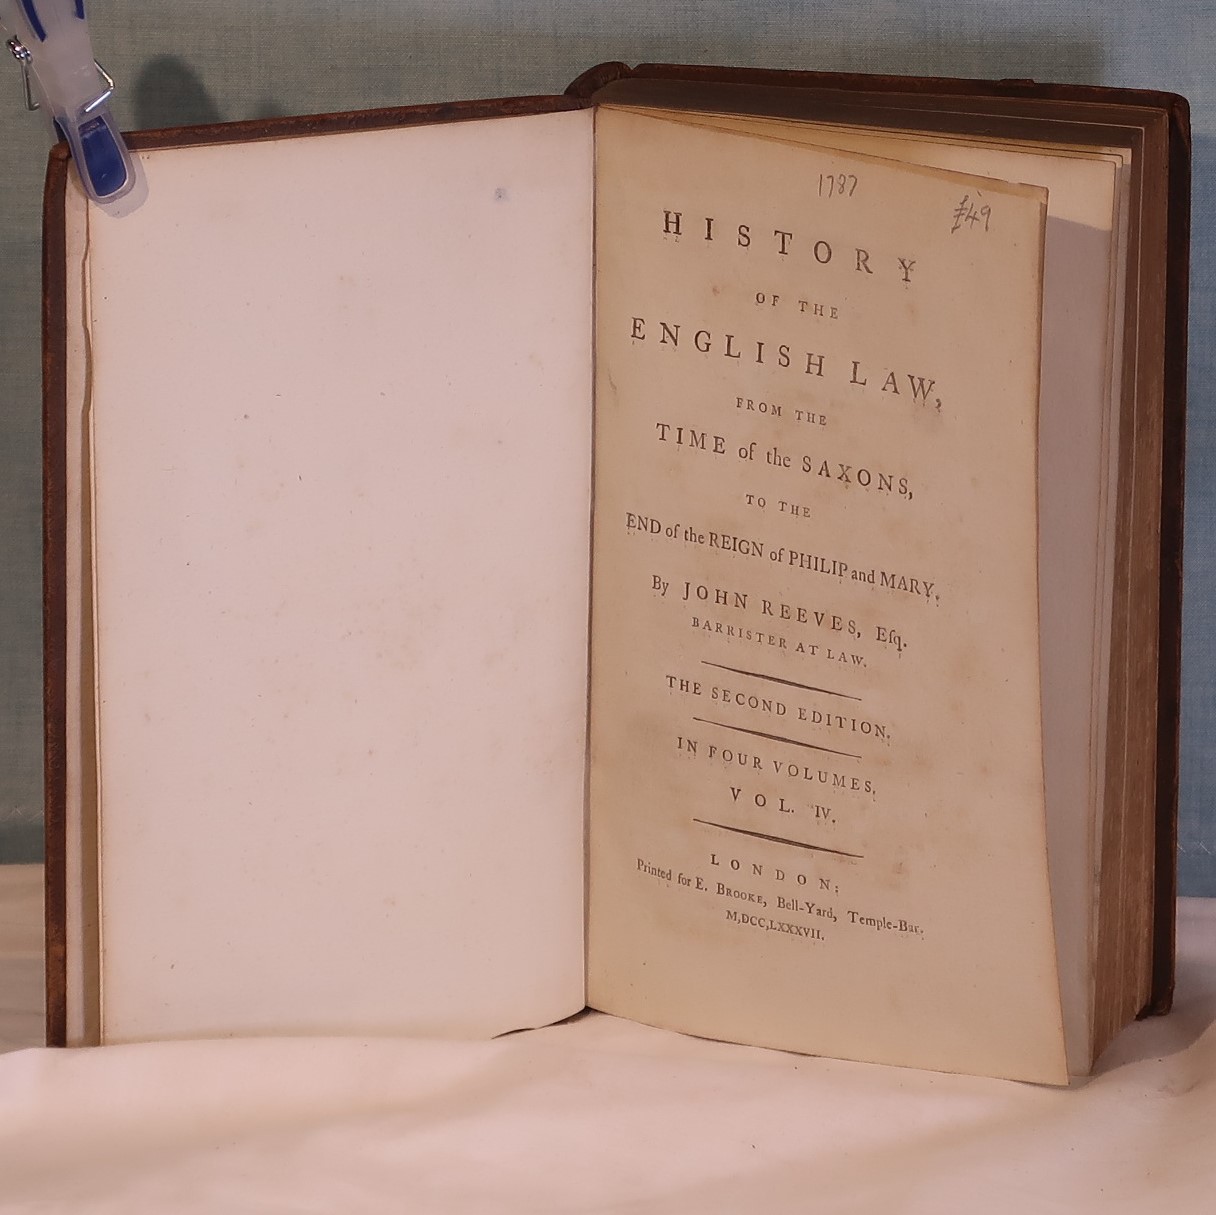 1787
£49
HISTORY
OF THE
ENGLISH LAW,
FROM THE
TIME of the SAXONS,
TO THE
END of the REIGN of PHILIP and MARY.
By JOHN REEVES, Eſq.
BARRISTER AT LAW.
THE SECOND EDITION.
IN FOUR VOLUMES,
VOL. IV.
LONDON:
Printed for E. BROOKE, Bell-Yard, Temple-Bar.
M,DCC,LXXXVII.